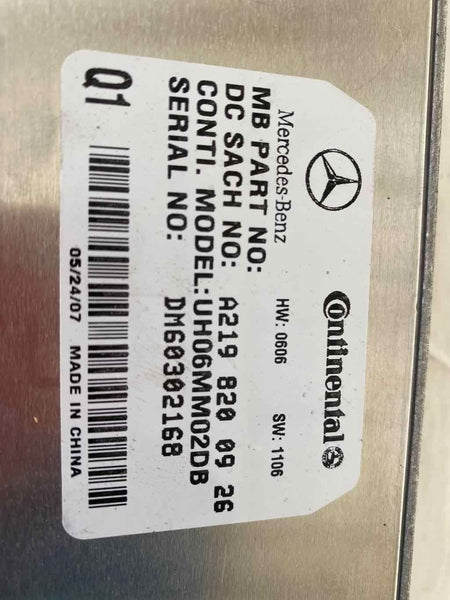 Mercedes-Benz
Continental
HW: 0606 SW: 1106
MB PART NO:
DC SACH NO: A219 820 09 26
CONTI. MODEL: UH06MM02DB
SERIAL NO: DM60302168
Q1
05/24/07 MADE IN CHINA